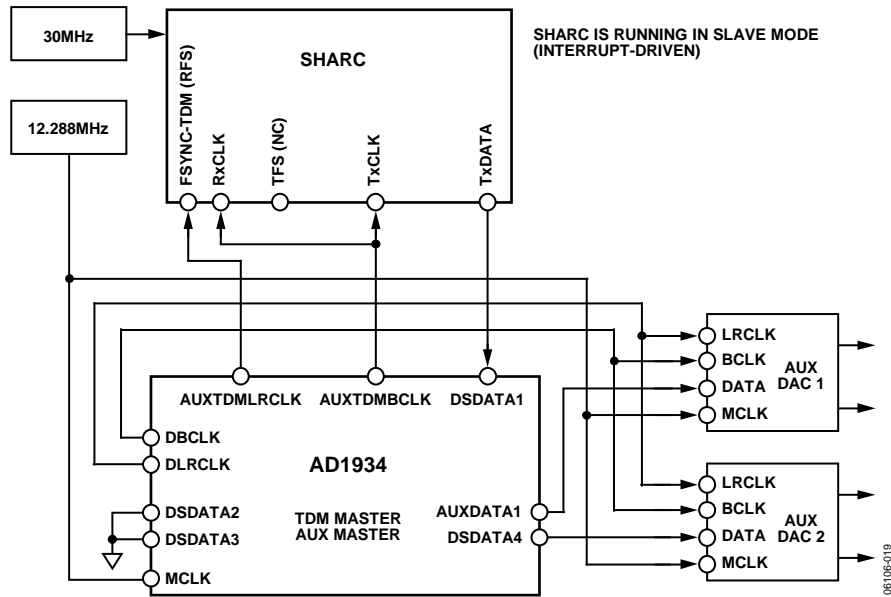 30MHz
12.288MHz
SHARC
SHARC IS RUNNING IN SLAVE MODE
(INTERRUPT-DRIVEN)
FSYNC-TDM (RFS)
RxCLK
TFS (NC)
TxCLK
TxDATA
AUXTDMLRCLK
AUXTDMBCLK
DSDATA1
DBCLK
DLRCLK
DSDATA2
DSDATA3
MCLK
AD1934
TDM MASTER
AUX MASTER
AUXDATA1
DSDATA4
LRCLK
BCLK
DATA
MCLK
AUX
DAC 1
LRCLK
BCLK
DATA
MCLK
AUX
DAC 2
06106-019